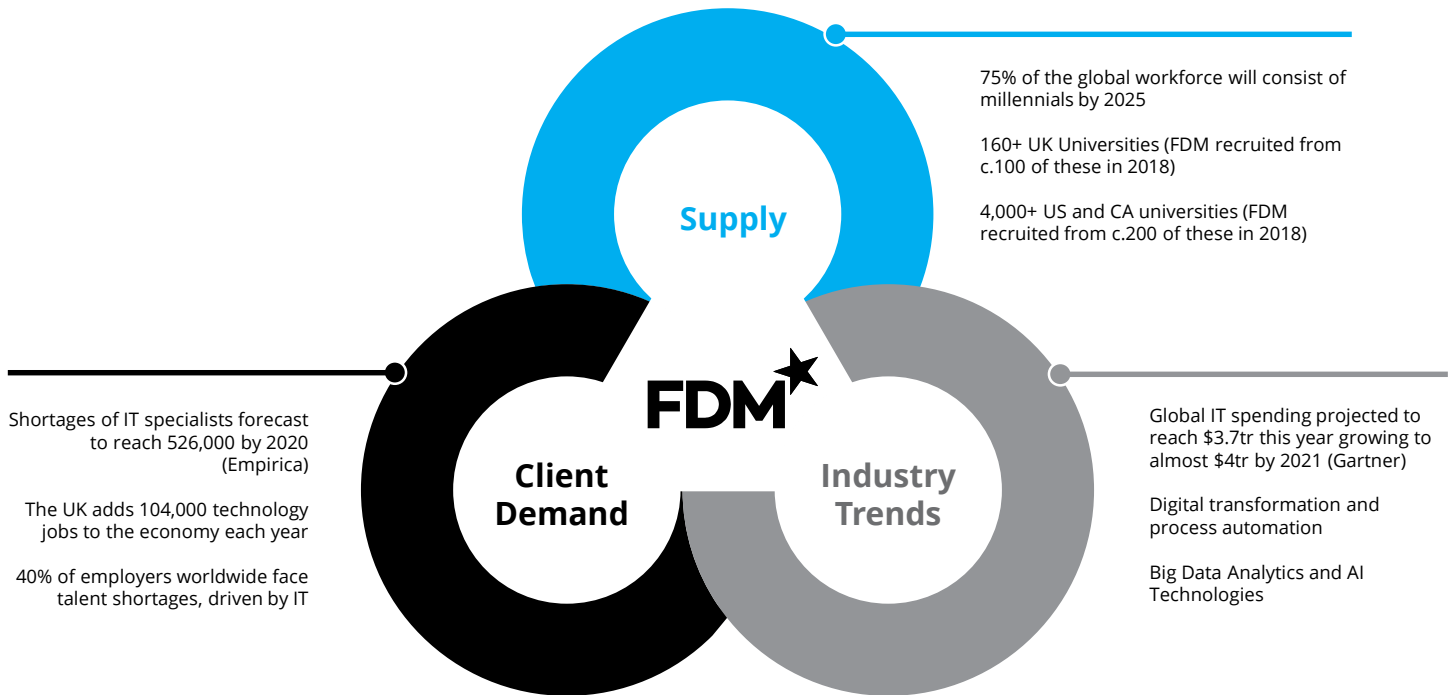 75% of the global workforce will consist of
millennials by 2025
160+ UK Universities (FDM recruited from
c.100 of these in 2018)
4,000+ US and CA universities (FDM
recruited from c.200 of these in 2018)
Supply
FDM
Shortages of IT specialists forecast
to reach 526,000 by 2020
(Empirica)
The UK adds 104,000 technology
jobs to the economy each year
40% of employers worldwide face
talent shortages, driven by IT
Client
Demand
Industry
Trends
Global IT spending projected to
reach $3.7tr this year growing to
almost $4tr by 2021 (Gartner)
Digital transformation and
process automation
Big Data Analytics and AI
Technologies